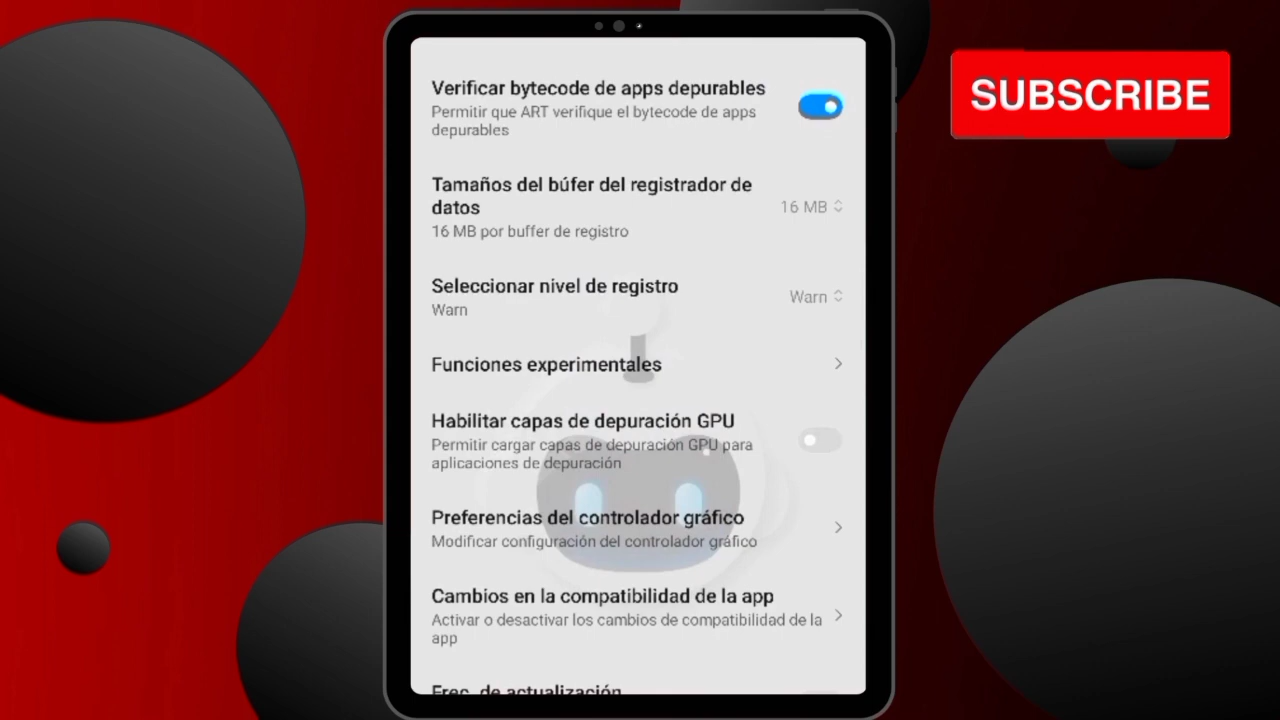 Verificar bytecode de apps depurables
Permitir que ART verifique el bytecode de apps
depurables
Tamaños del búfer del registrador de
datos
16 MB
16 MB por buffer de registro
Seleccionar nivel de registro
Warn
Warn
Funciones experimentales
Habilitar capas de depuración GPU
Permitir cargar capas de depuración GPU para
aplicaciones de depuración
Preferencias del controlador gráfico
Modificar configuración del controlador gráfico
Cambios en la compatibilidad de la app
Activar o desactivar los cambios de compatibilidad de la
app
Frec. de actualización
SUBSCRIBE